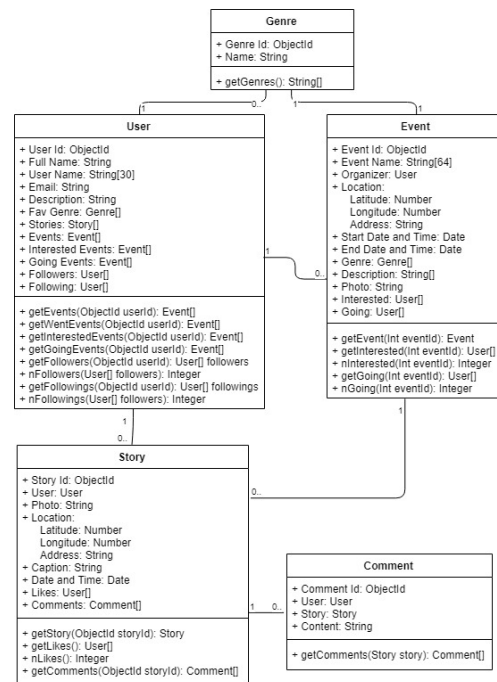 Genre
+ Genre Id: ObjectId
+ Name: String
+ getGenres(): String[]
1
0..
1
1
User
+ User Id: ObjectId
+ Full Name: String
+ User Name: String[30]
+ Email: String
+ Description: String
+ Fav Genre: Genre[]
+ Stories: Story[]
+ Events: Event[]
+ Interested Events: Event[]
+ Going Events: Event[]
+ Followers: User[]
+ Following: User[]
+ getEvents(ObjectId userId): Event[]
+ getWentEvents(ObjectId userId): Event[]
+ getInterestedEvents(ObjectId userId): Event[]
+ getGoingEvents(ObjectId userId): Event[]
+ getFollowers(ObjectId userId): User[] followers
+ nFollowers(User[] followers): Integer
+ getFollowings(ObjectId userId): User[] followings
+ nFollowings(User[] followers): Integer
1
0..
Event
+ Event Id: ObjectId
+ Event Name: String[64]
+ Organizer: User
+ Location:
Latitude: Number
Longitude: Number
Address: String
+ Start Date and Time: Date
+ End Date and Time: Date
+ Genre: Genre[]
+ Description: String[]
+ Photo: String
+ Interested: User[]
+ Going: User[]
+ getEvent(Int eventId): Event
+ getInterested(Int eventId): User[]
+ nInterested(Int eventId): Integer
+ getGoing(Int eventId): User[]
+ nGoing(Int eventId): Integer
1
0..
1
0..
Story
+ Story Id: ObjectId
+ User: User
+ Photo: String
+ Location:
Latitude: Number
Longitude: Number
Address: String
+ Caption: String
+ Date and Time: Date
+ Likes: User[]
+ Comments: Comment[]
+ getStory(ObjectId storyId): Story
+ getLikes(): User[]
+ nLikes(): Integer
+ getComments(ObjectId storyId): Comment[]
1
0..
Comment
+ Comment Id: ObjectId
+ User: User
+ Story: Story
+ Content: String
+ getComments(Story story): Comment[]